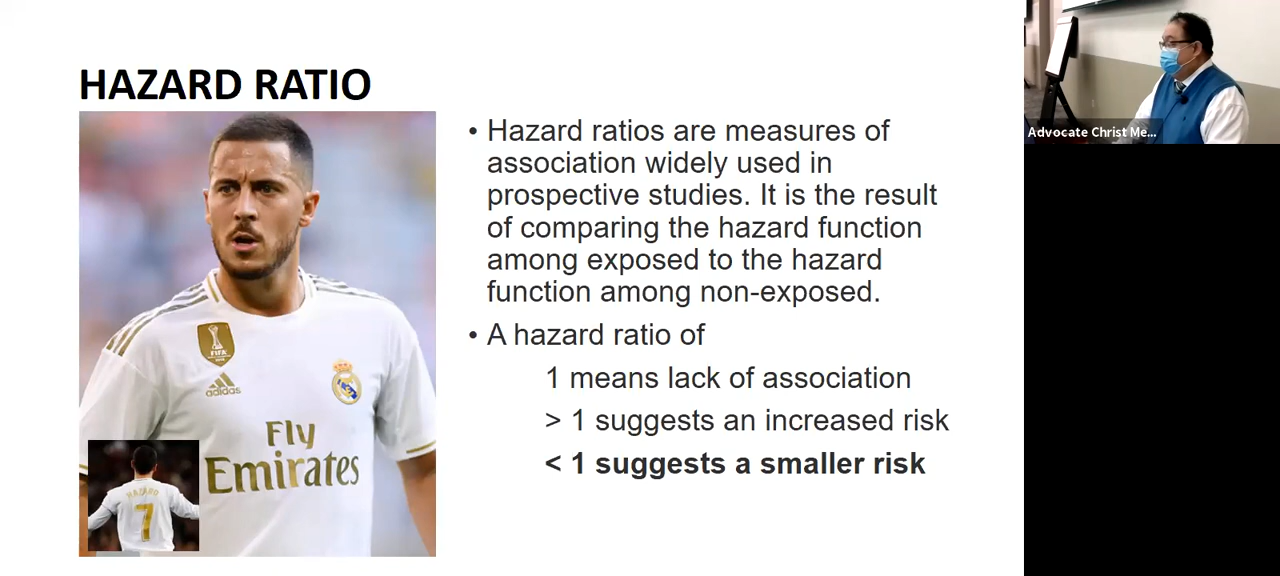 HAZARD RATIO
• Hazard ratios are measures of
association widely used in
prospective studies. It is the result
of comparing the hazard function
among exposed to the hazard
function among non-exposed.
• A hazard ratio of
1 means lack of association
> 1 suggests an increased risk
< 1 suggests a smaller risk
FIFA
adidas
Fly
Emirates
HAZARD
7
Advocate Christ Me...